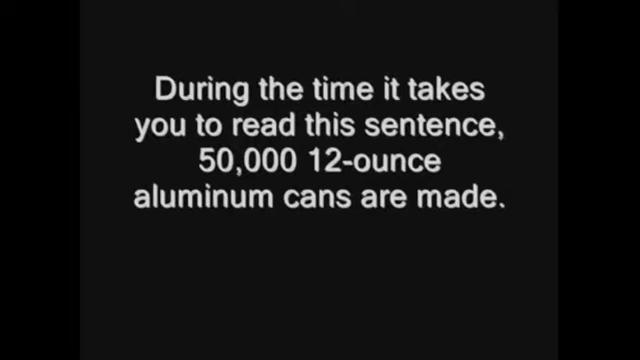 During the time it takes
you to read this sentence,
50,000 12-ounce
aluminum cans are made.